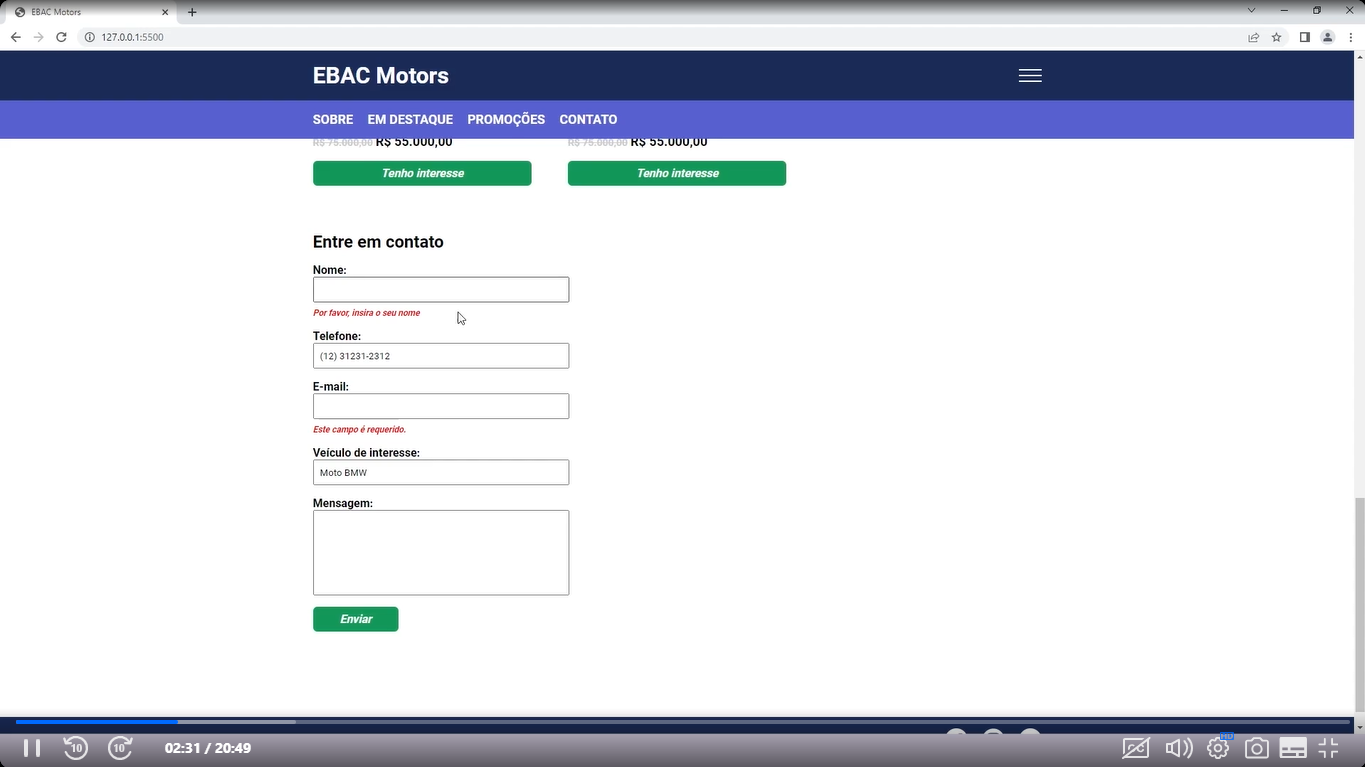 EBAC Motors
127.0.0.1:5500
EBAC Motors
SOBRE EM DESTAQUE PROMOÇÕES CONTATO
R$ 75.000,00 R$ 55.000,00 R$ 75.000,00 R$ 55.000,00
Tenho interesse Tenho interesse
Entre em contato
Nome:
Por favor, insira o seu nome
Telefone:
(12) 31231-2312
E-mail:
Este campo é requerido.
Veículo de interesse:
Moto BMW
Mensagem:
Enviar
10 10 02:31 / 20:49 CC HD